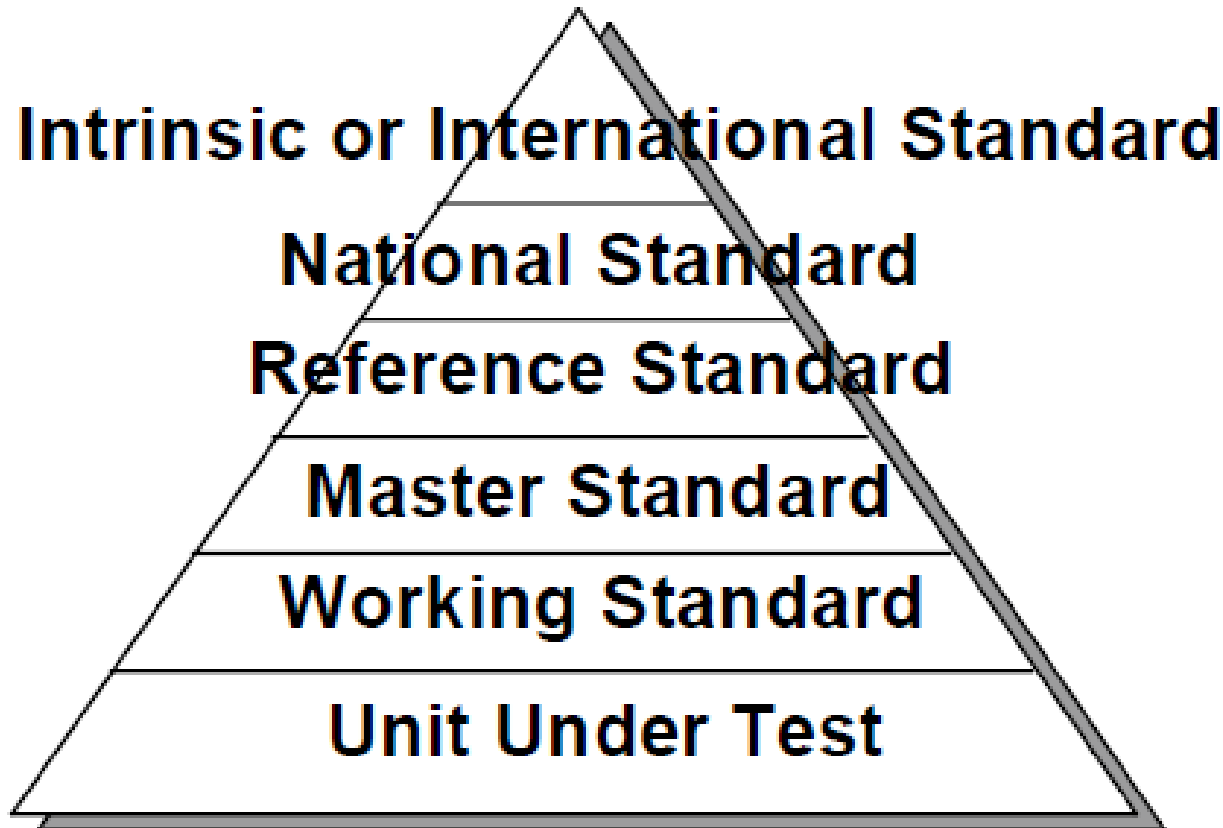 Intrinsic or International Standard
National Standard
Reference Standard
Master Standard
Working Standard
Unit Under Test